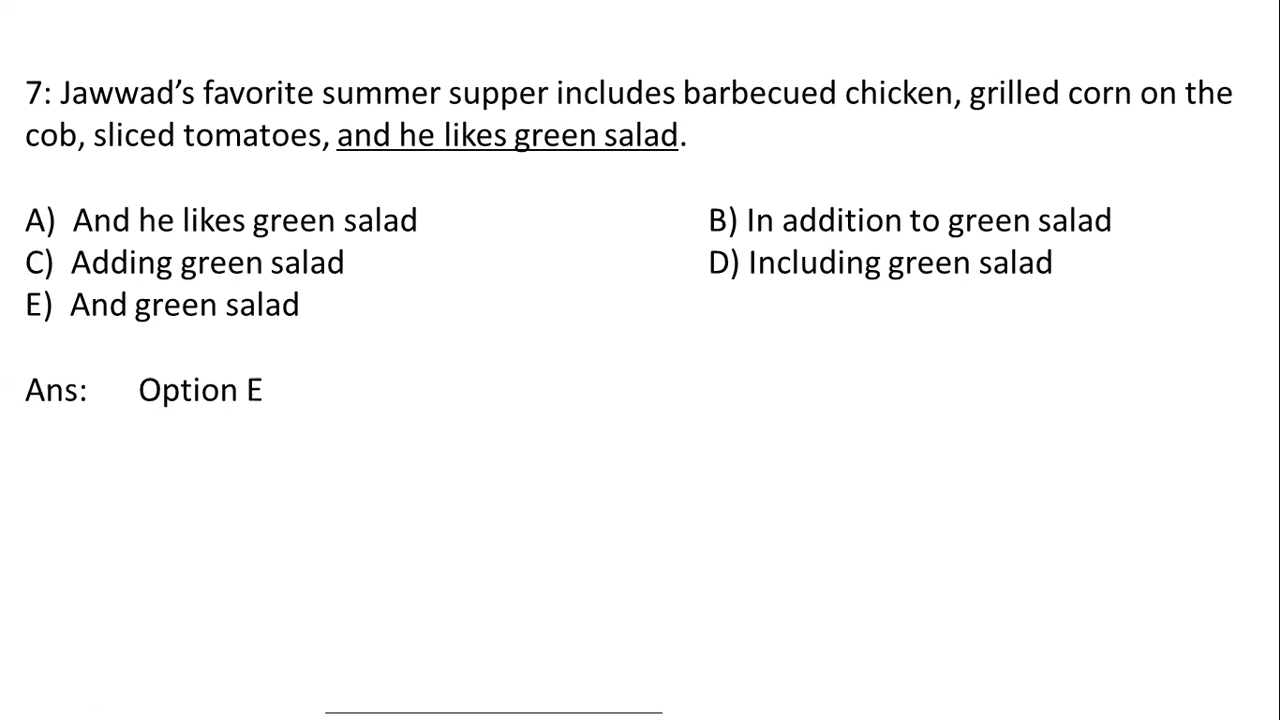 7: Jawwad’s favorite summer supper includes barbecued chicken, grilled corn on the
cob, sliced tomatoes, and he likes green salad.
A) And he likes green salad B) In addition to green salad
C) Adding green salad D) Including green salad
E) And green salad
Ans: Option E